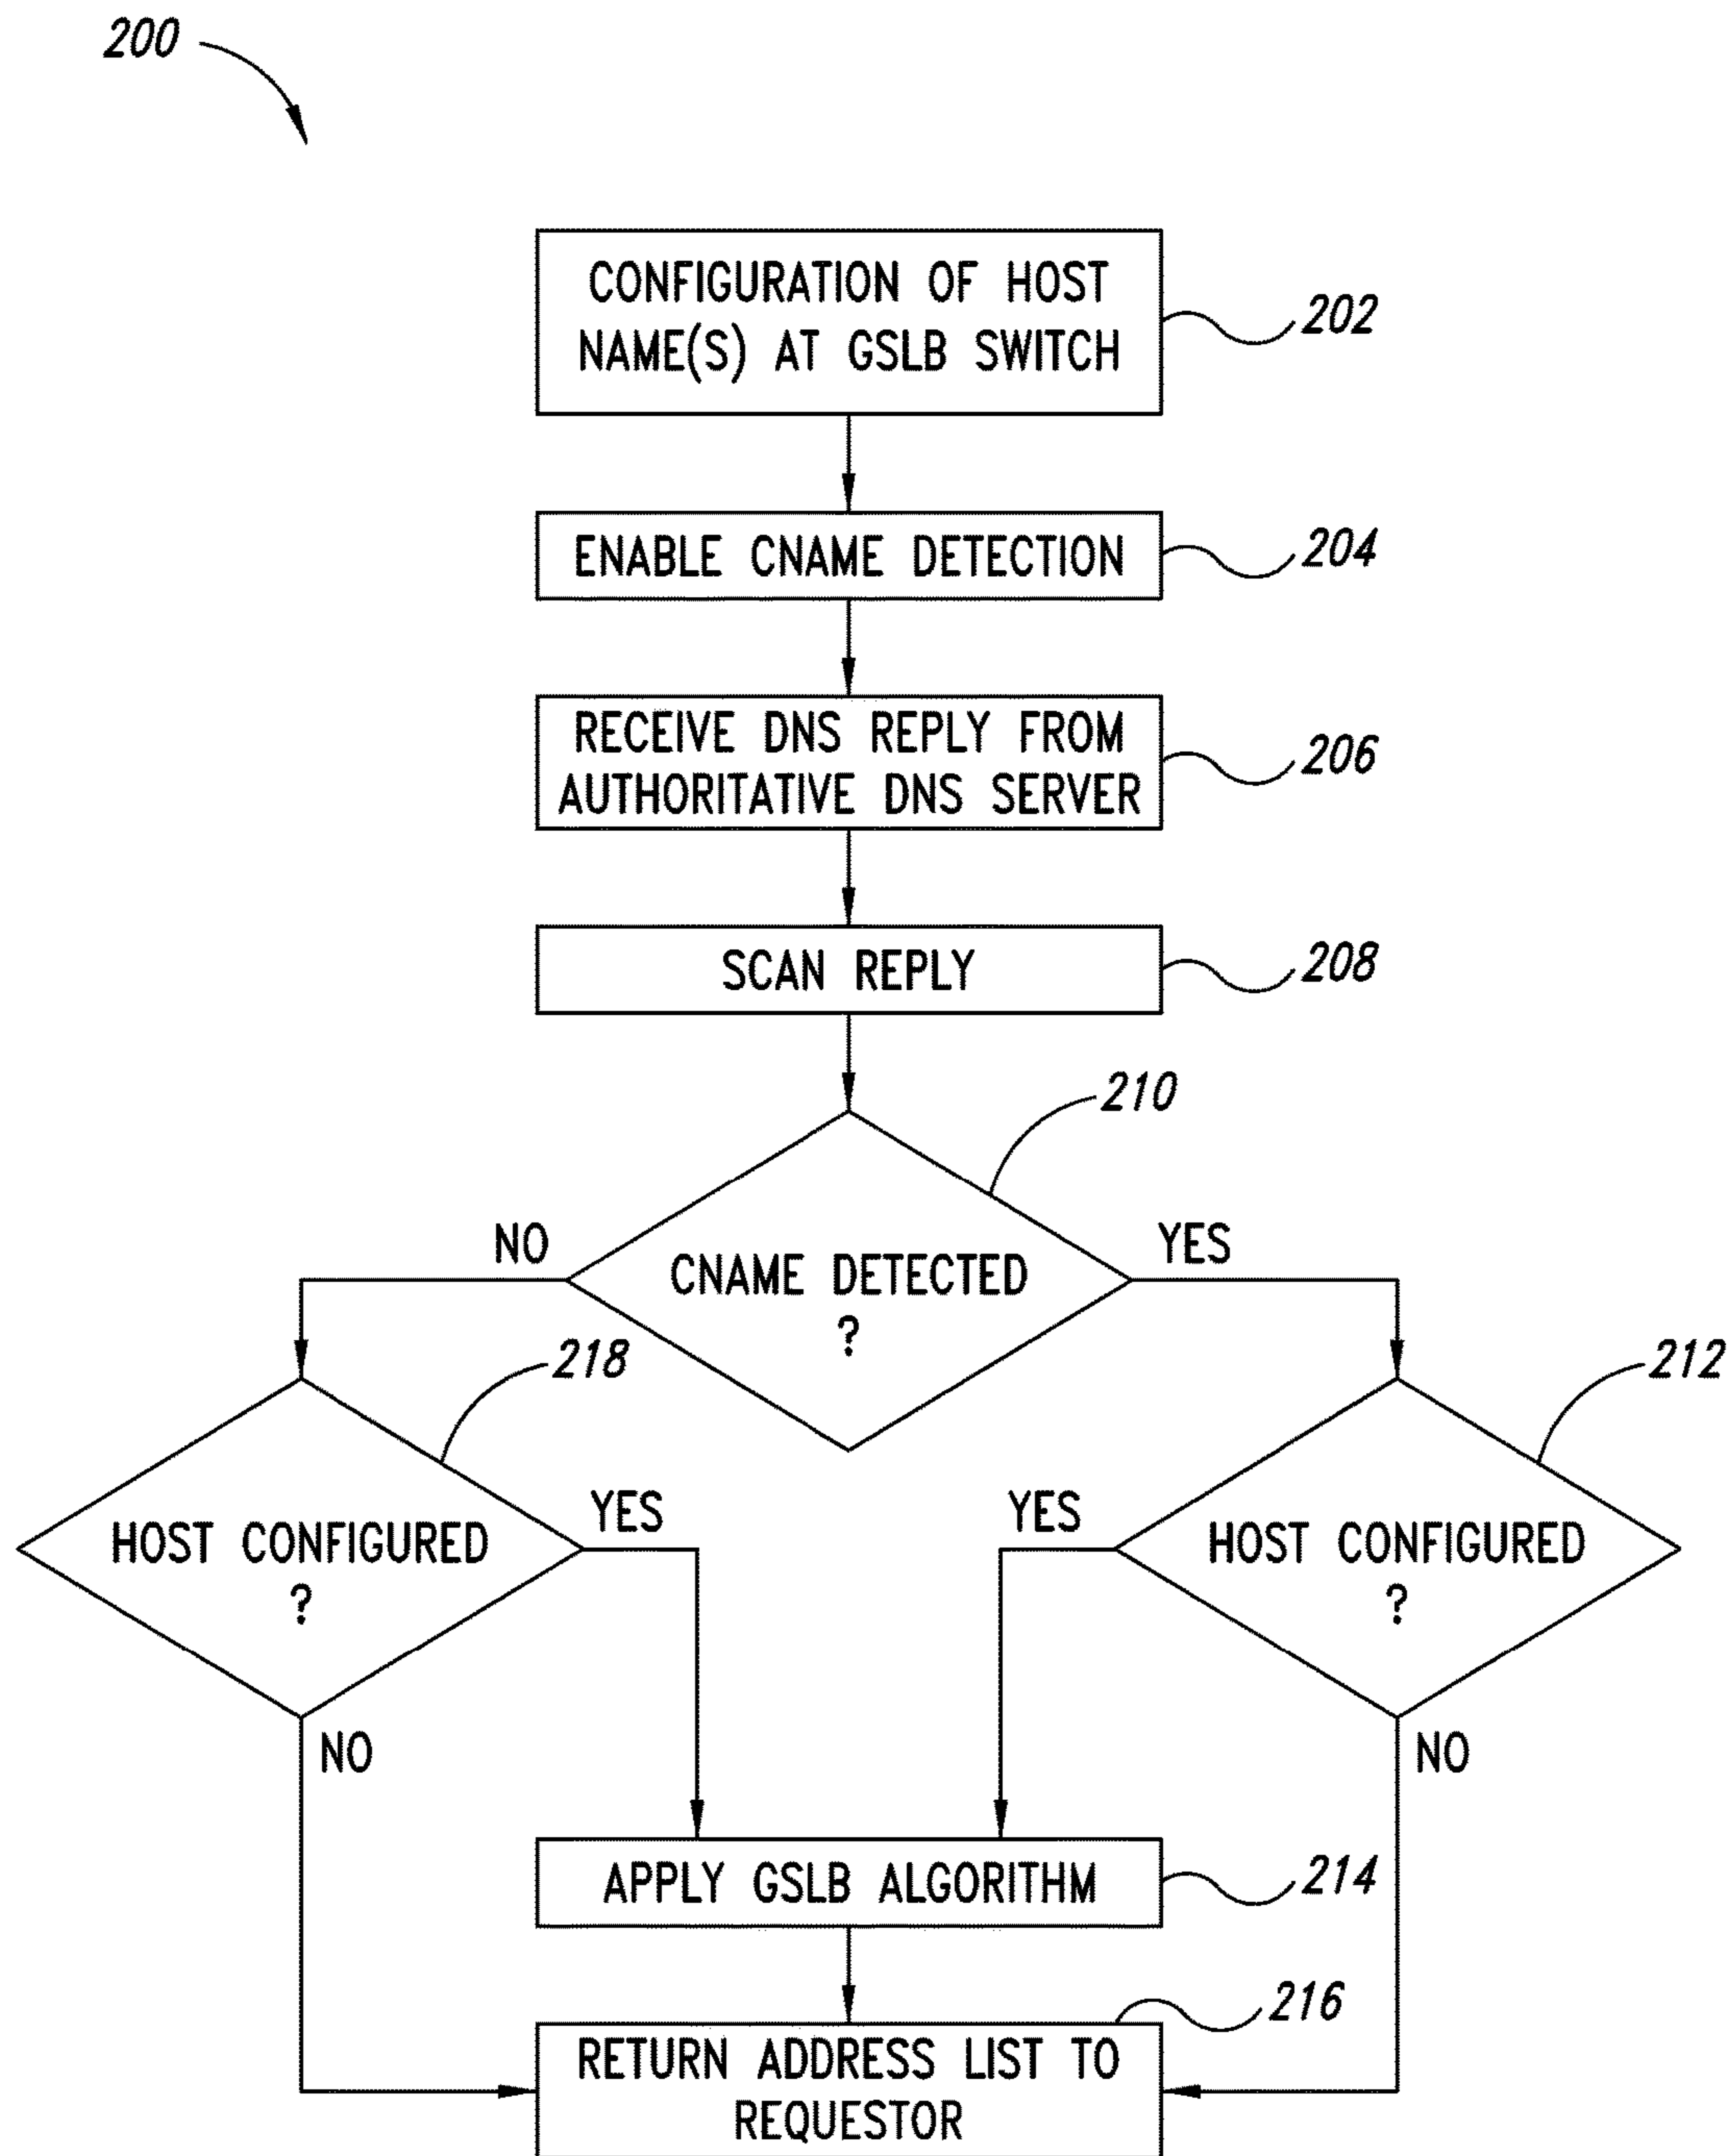 200
CONFIGURATION OF HOST
NAME(S) AT GSLB SWITCH
202
ENABLE CNAME DETECTION
204
RECEIVE DNS REPLY FROM
AUTHORITATIVE DNS SERVER
206
SCAN REPLY
208
210
NO
YES
CNAME DETECTED
?
218
212
YES
YES
HOST CONFIGURED
?
HOST CONFIGURED
?
NO
NO
APPLY GSLB ALGORITHM
214
216
RETURN ADDRESS LIST TO
REQUESTOR